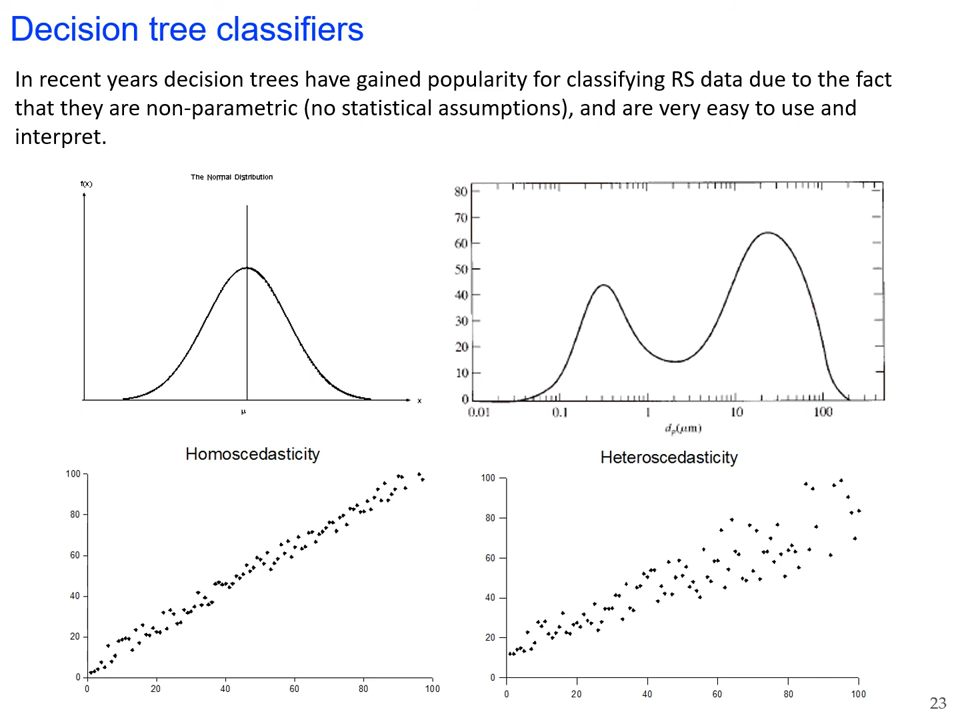 Decision tree classifiers
In recent years decision trees have gained popularity for classifying RS data due to the fact
that they are non-parametric (no statistical assumptions), and are very easy to use and
interpret.
The Normal Distribution
f(x)
x
μ
80
70
60
50
40
30
20
10
0
0.01 0.1 1 10 100
dp(μm)
Homoscedasticity
100
80
60
40
20
0
0 20 40 60 80 100
Heteroscedasticity
100
80
60
40
20
0
0 20 40 60 80 100
23